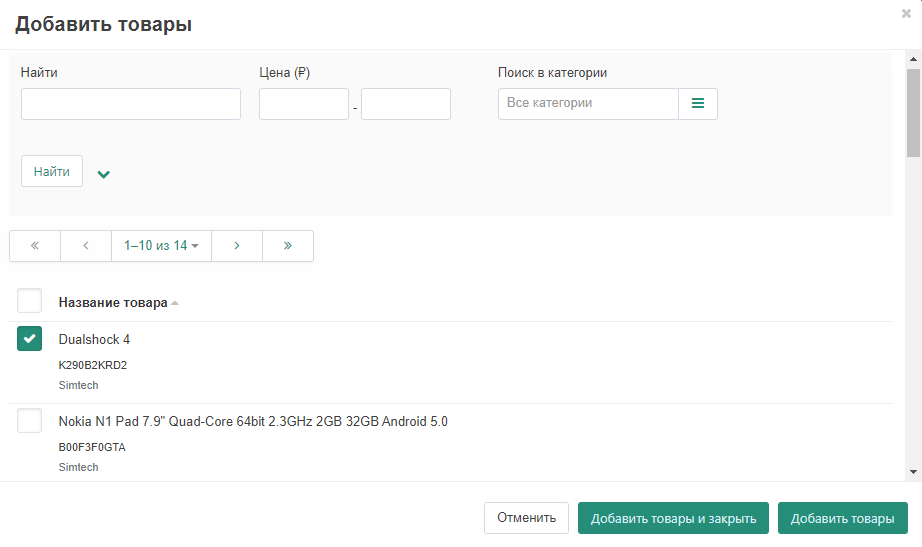 Добавить товары
Найти
Цена (₽)
Поиск в категории
-
Все категории
Найти
« ‹ 1–10 из 14 › »
Название товара
Dualshock 4
K290B2KRD2
Simtech
Nokia N1 Pad 7.9" Quad-Core 64bit 2.3GHz 2GB 32GB Android 5.0
B00F3F0GTA
Simtech
Отменить
Добавить товары и закрыть
Добавить товары